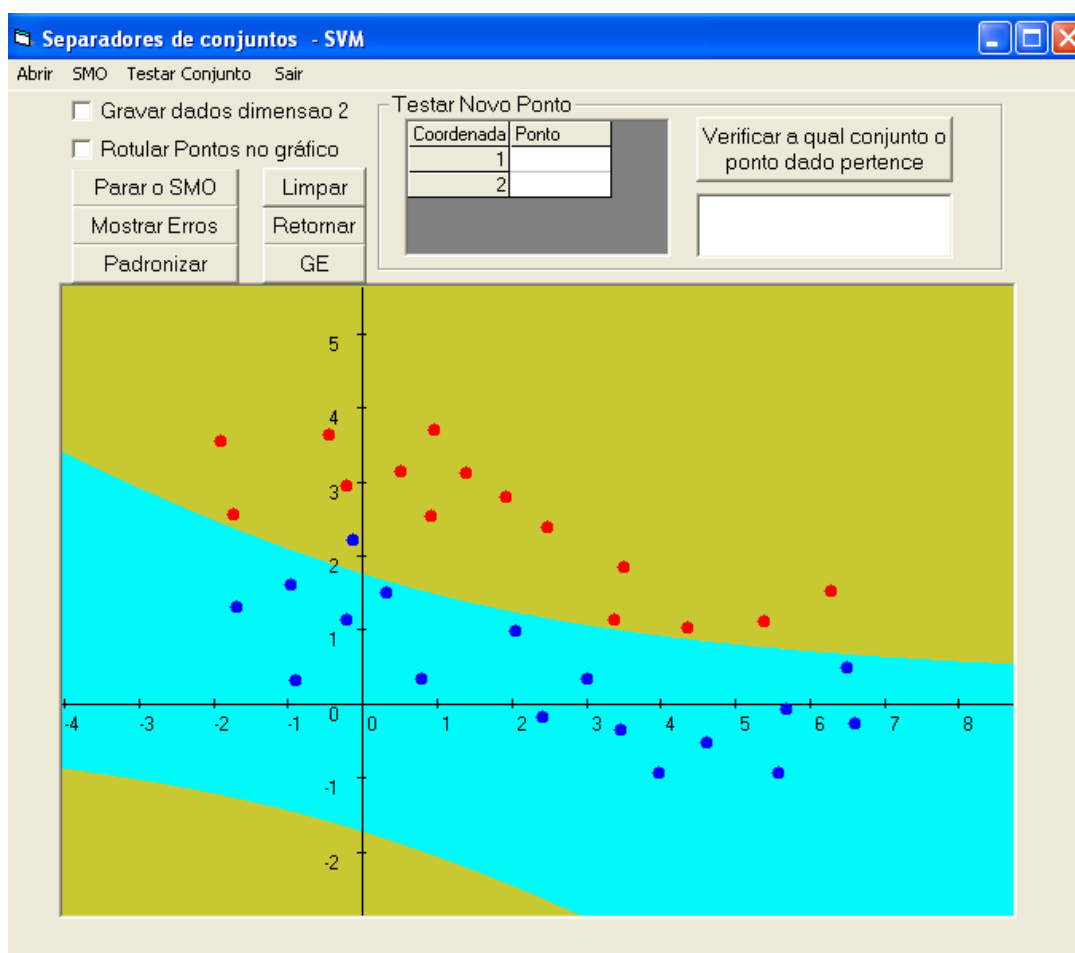 Separadores de conjuntos - SVM
Abrir SMO Testar Conjunto Sair
Gravar dados dimensao 2
Rotular Pontos no gráfico
Parar o SMO Limpar
Mostrar Erros Retornar
Padronizar GE
Testar Novo Ponto
Coordenada Ponto
1
2
Verificar a qual conjunto o
ponto dado pertence
5
4
3
2
1
0
-4 -3 -2 -1 0 1 2 3 4 5 6 7 8
-1
-2